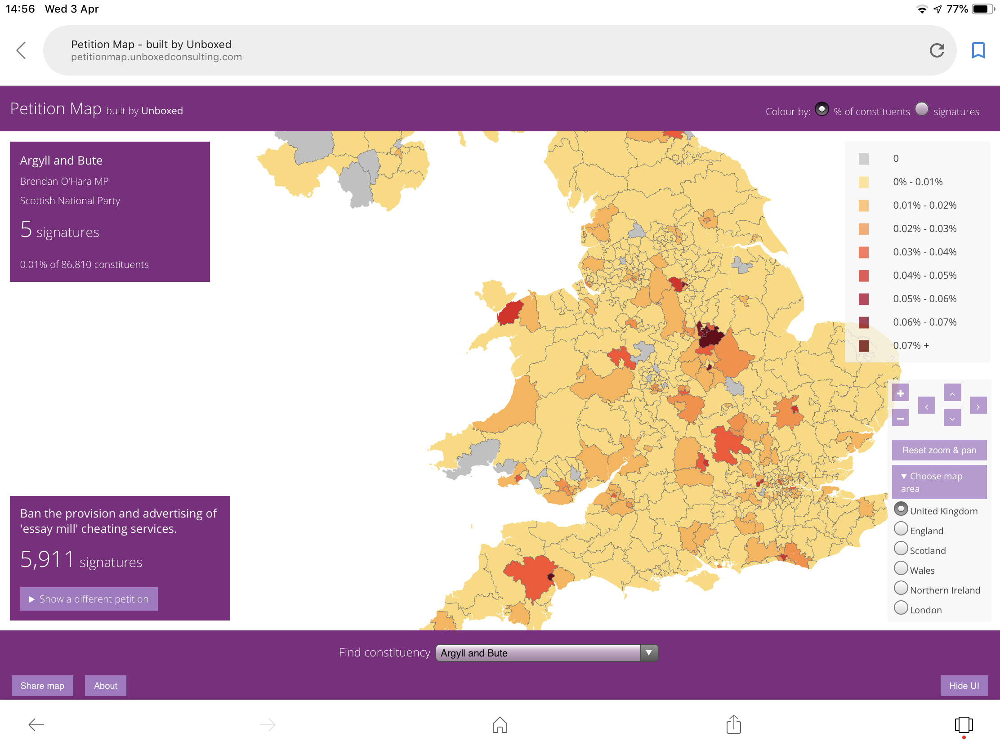 14:56 Wed 3 Apr
77%
Petition Map - built by Unboxed
petitionmap.unboxedconsulting.com
Petition Map built by Unboxed
Colour by: % of constituents signatures
Argyll and Bute
Brendan O'Hara MP
Scottish National Party
5 signatures
0.01% of 86,810 constituents
0
0% - 0.01%
0.01% - 0.02%
0.02% - 0.03%
0.03% - 0.04%
0.04% - 0.05%
0.05% - 0.06%
0.06% - 0.07%
0.07% +
Reset zoom & pan
▼ Choose map
area
United Kingdom
England
Scotland
Wales
Northern Ireland
London
Ban the provision and advertising of
'essay mill' cheating services.
5,911 signatures
► Show a different petition
Find constituency Argyll and Bute
Share map About Hide UI